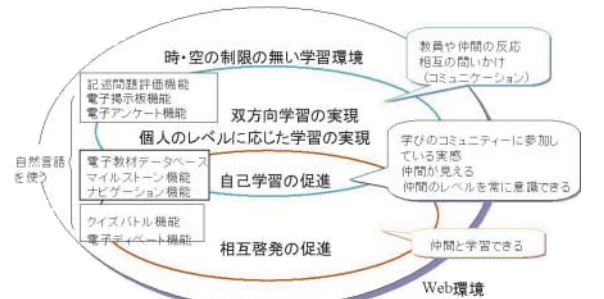 時・空の制限の無い学習環境
教員や仲間の反応
相互の問いかけ
(コミュニケーション)
記述問題評価機能
電子掲示板機能
電子アンケート機能
双方向学習の実現
個人のレベルに応じた学習の実現
学びのコミュニティーに参加し
ている実感
仲間が見える
仲間のレベルを常に意識できる
自然言語
を使う
電子教材データベース
マイルストーン機能
ナビゲーション機能
自己学習の促進
クイズバトル機能
電子ディベート機能
相互啓発の促進
仲間と学習できる
Web環境